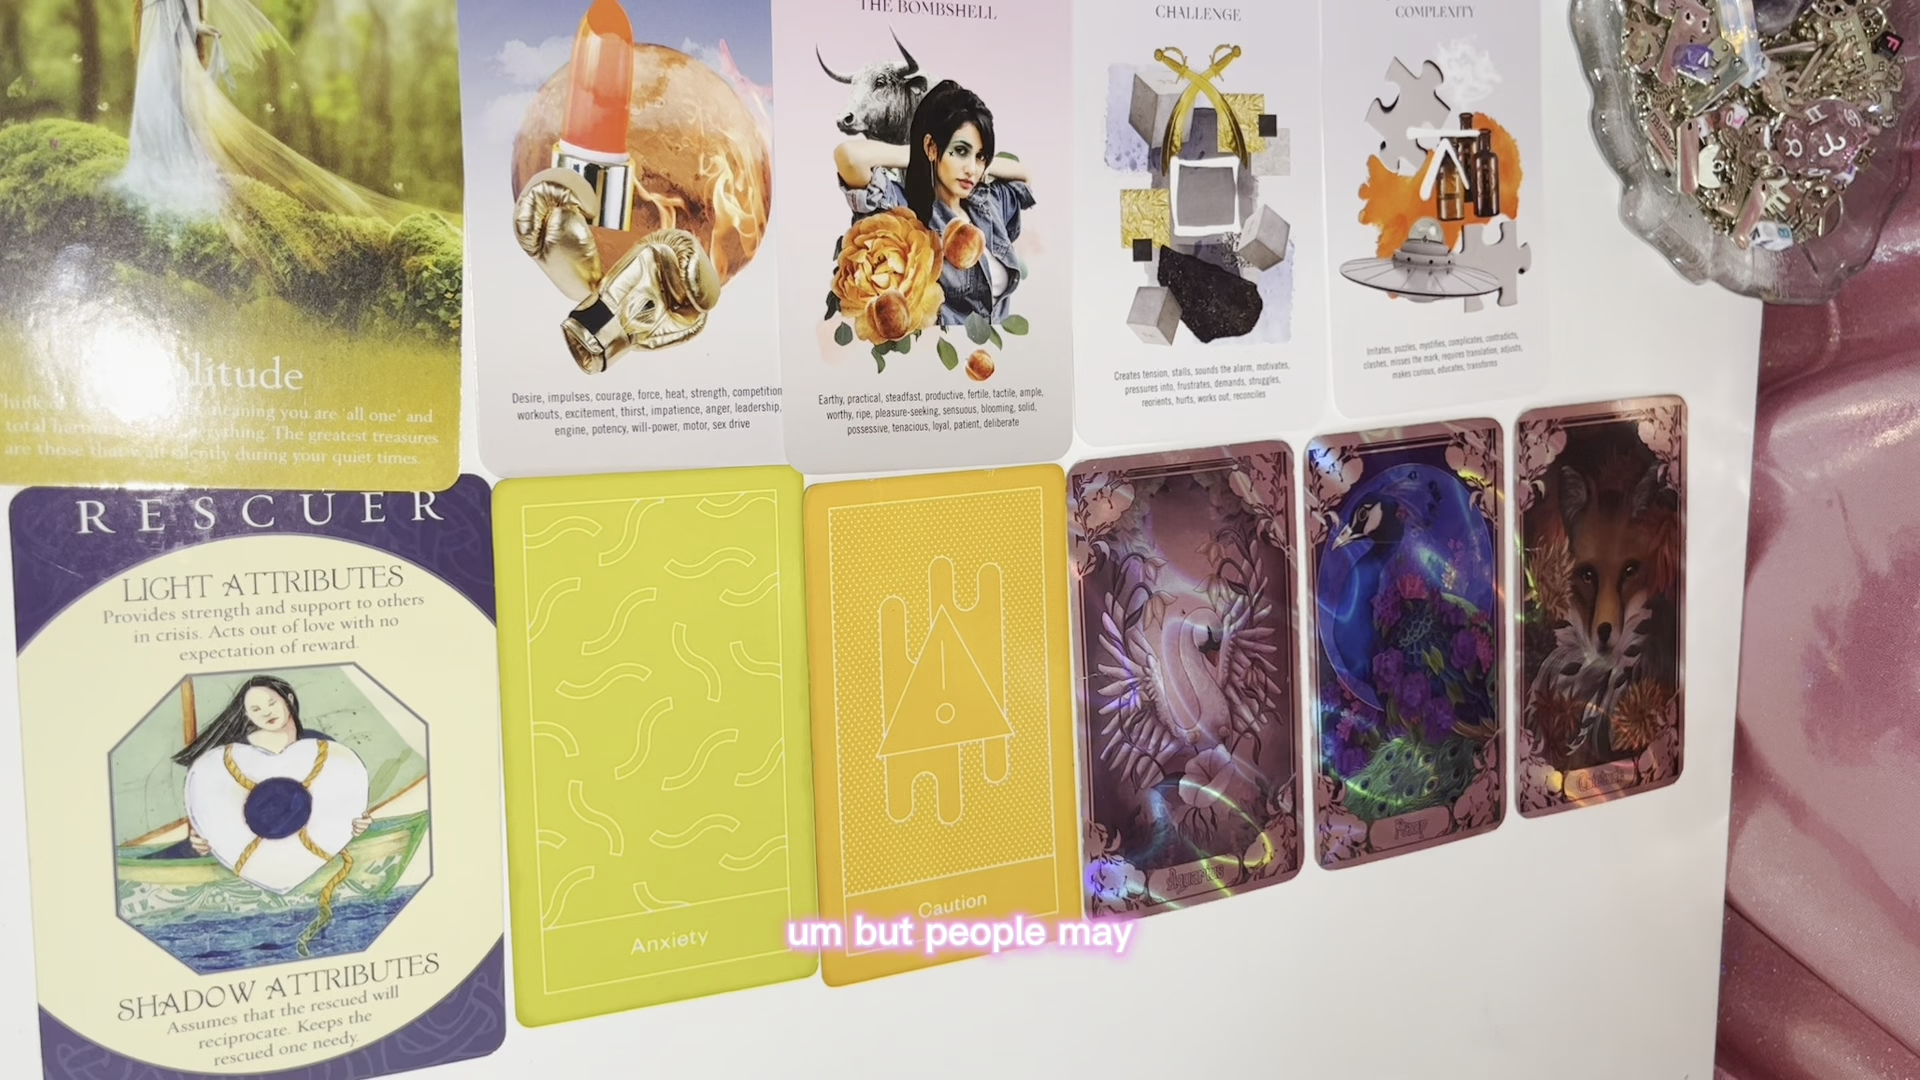 THE BOMBSHELL
CHALLENGE
COMPLEXITY
litude
meaning you are 'all one' and
total everything. The greatest treasures
are those that wait silently during your quiet times.
Desire, impulses, courage, force, heat, strength, competition
workouts, excitement, thirst, impatience, anger, leadership,
engine, potency, will-power, motor, sex drive
Earthy, practical, steadfast, productive, fertile, tactile, ample,
worthy, ripe, pleasure-seeking, sensuous, blooming, solid,
possessive, tenacious, loyal, patient, deliberate
Creates tension, stalls, sounds the alarm, motivates,
pressures into, frustrates, demands, struggles,
reorients, hurts, works out, reconciles
Irritates, puzzles, mystifies, complicates, contradicts,
clashes, misses the mark, requires translation, adjusts,
makes curious, educates, transforms
RESCUER
LIGHT ATTRIBUTES
Provides strength and support to others
in crisis. Acts out of love with no
expectation of reward.
SHADOW ATTRIBUTES
Assumes that the rescued will
reciprocate. Keeps the
rescued one needy.
Anxiety
Caution
Aquarius
um but people may